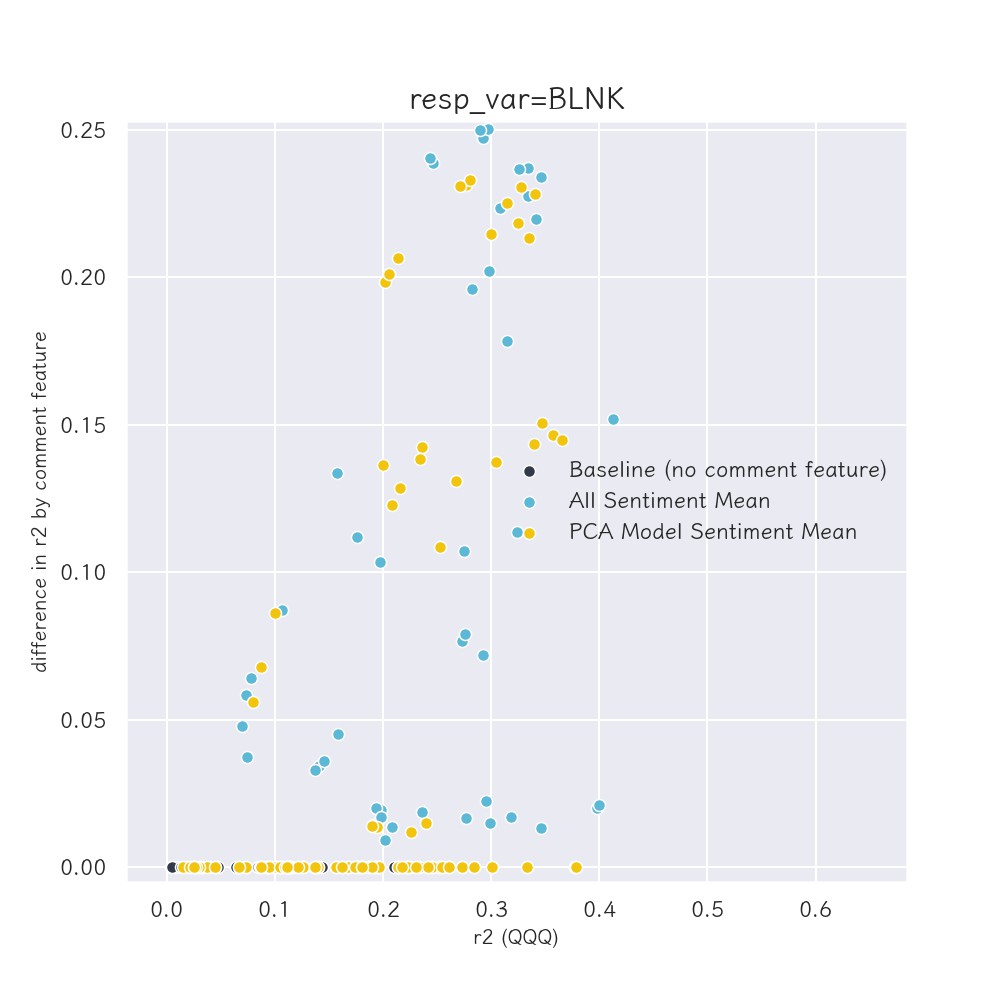 resp_var=BLNK
0.25
0.20
0.15
0.10
0.05
0.00
difference in r2 by comment feature
Baseline (no comment feature)
All Sentiment Mean
PCA Model Sentiment Mean
0.0 0.1 0.2 0.3 0.4 0.5 0.6
r2 (QQQ)